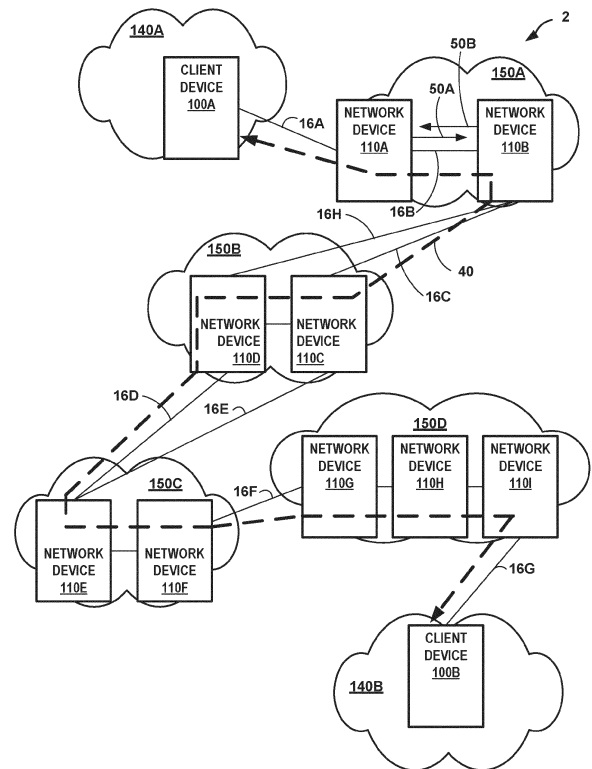 2
140A
CLIENT
DEVICE
100A
16A
50B
50A
150A
NETWORK
DEVICE
110A
NETWORK
DEVICE
110B
16B
16H
16C
40
150B
NETWORK
DEVICE
110D
NETWORK
DEVICE
110C
16D
16E
150D
NETWORK
DEVICE
110G
NETWORK
DEVICE
110H
NETWORK
DEVICE
110I
150C
16F
NETWORK
DEVICE
110E
NETWORK
DEVICE
110F
16G
140B
CLIENT
DEVICE
100B